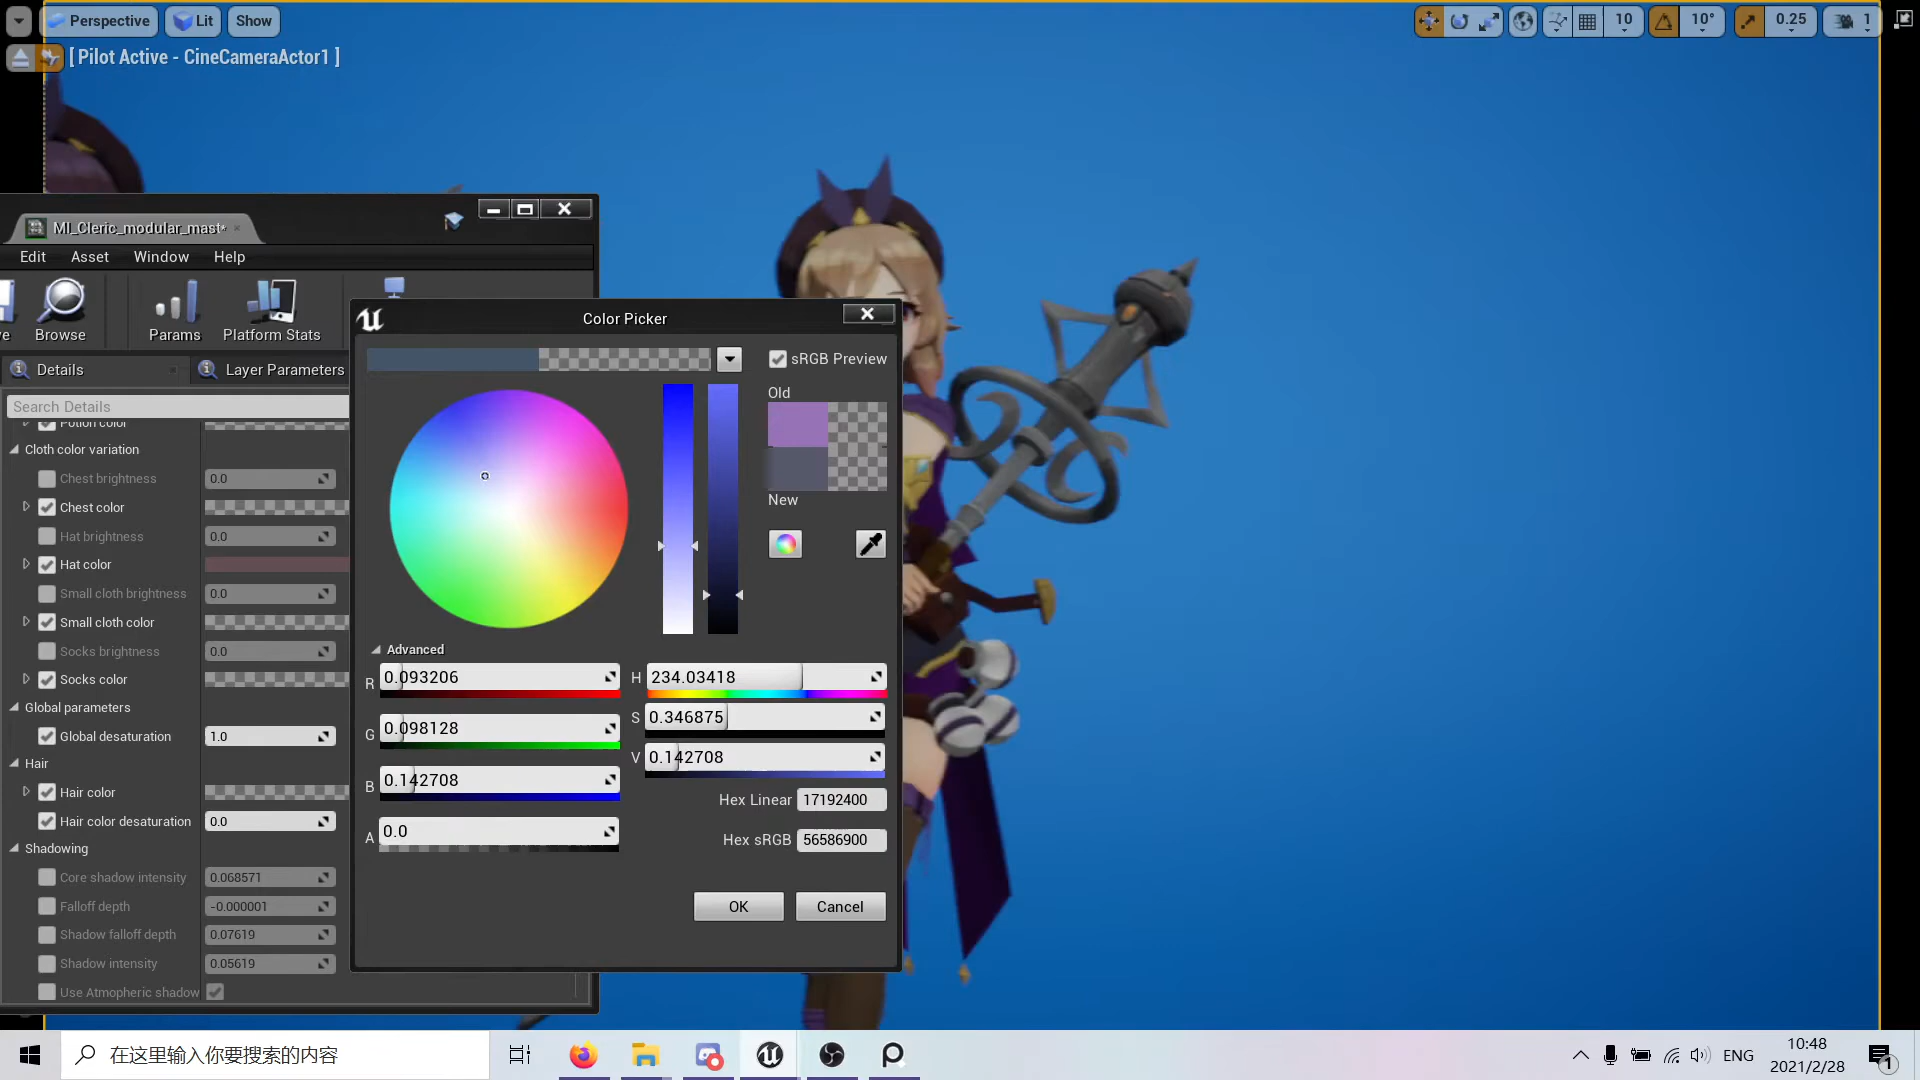 Perspective
Lit
Show
10
10°
0.25
1
[ Pilot Active - CineCameraActor1 ]
MI_Cleric_modular_mast*
Edit
Asset
Window
Help
Browse
Params
Platform Stats
Details
Layer Parameters
Search Details
Potion color
Cloth color variation
Chest brightness
0.0
Chest color
Hat brightness
0.0
Hat color
Small cloth brightness
0.0
Small cloth color
Socks brightness
0.0
Socks color
Global parameters
Global desaturation
1.0
Hair
Hair color
Hair color desaturation
0.0
Shadowing
Core shadow intensity
0.068571
Falloff depth
-0.000001
Shadow falloff depth
0.07619
Shadow intensity
0.05619
Use Atmopheric shadow
Color Picker
sRGB Preview
Old
New
Advanced
R 0.093206
G 0.098128
B 0.142708
A 0.0
H 234.03418
S 0.346875
V 0.142708
Hex Linear 17192400
Hex sRGB 56586900
OK
Cancel
在这里输入你要搜索的内容
ENG
10:48
2021/2/28
1